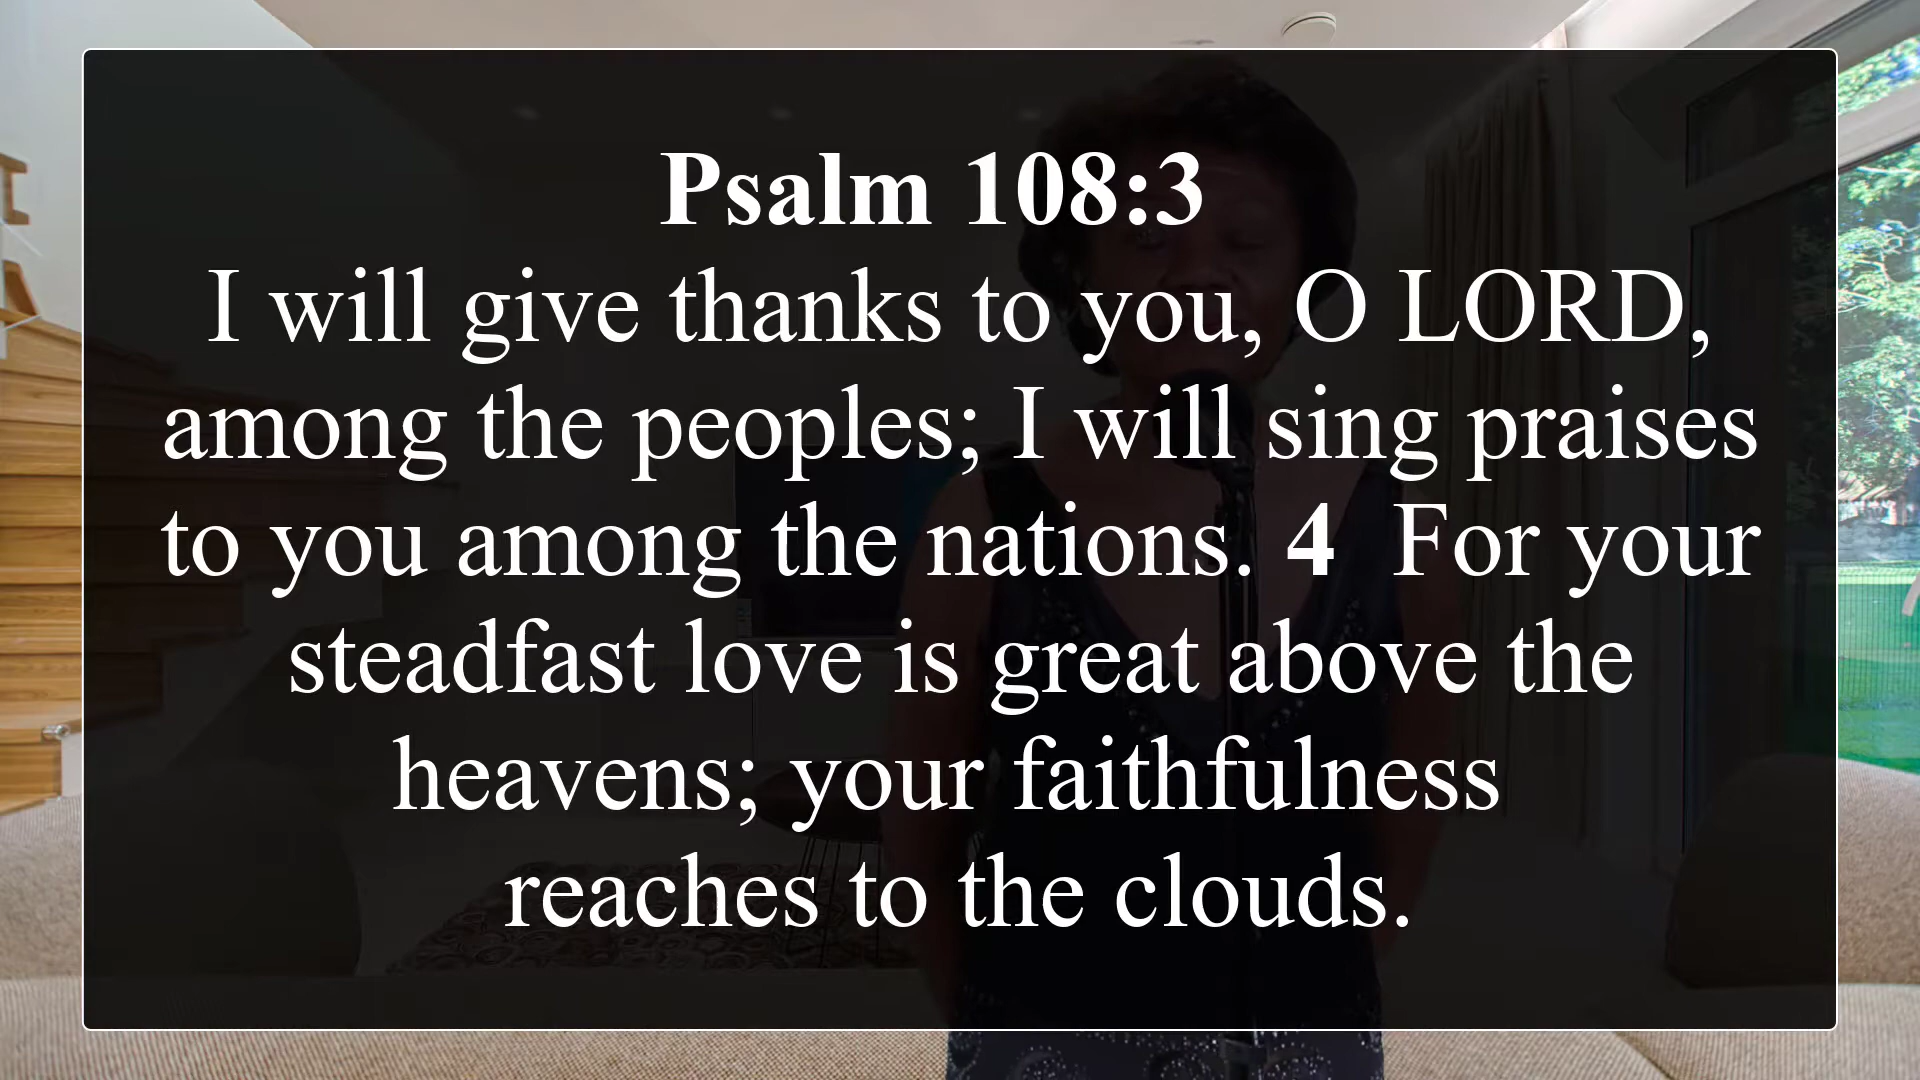 Psalm 108:3
I will give thanks to you, O LORD,
among the peoples; I will sing praises
to you among the nations. 4 For your
steadfast love is great above the
heavens; your faithfulness
reaches to the clouds.